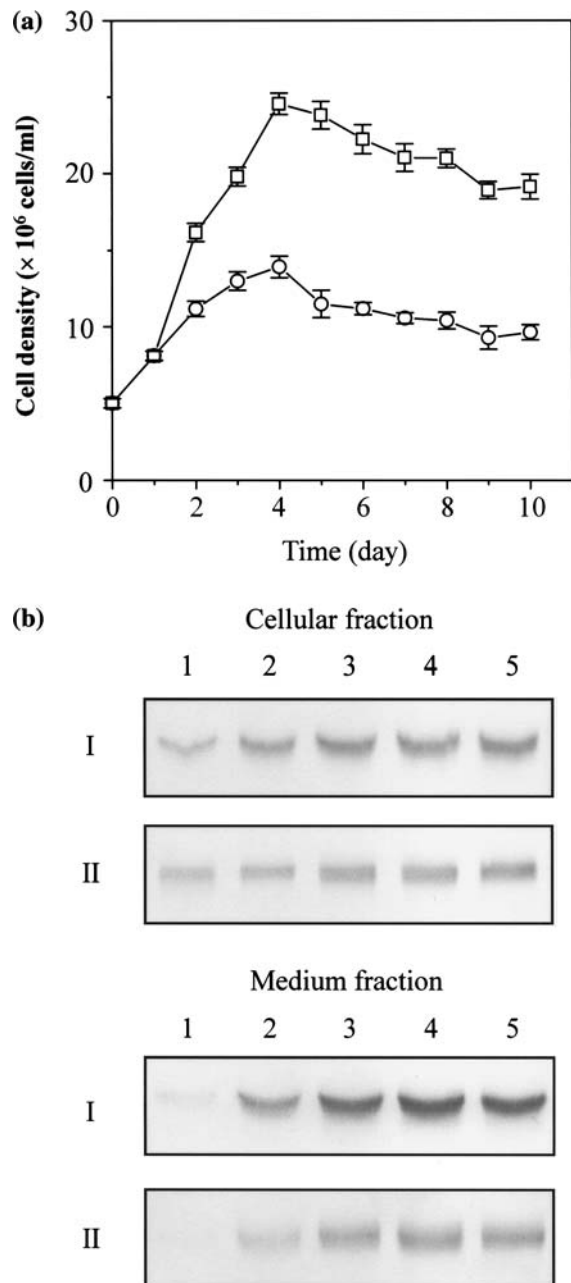 (a)
30
20
10
0
Cell density (× 10⁶ cells/ml)
0 2 4 6 8 10
Time (day)
(b)
Cellular fraction
1 2 3 4 5
I
II
Medium fraction
1 2 3 4 5
I
II